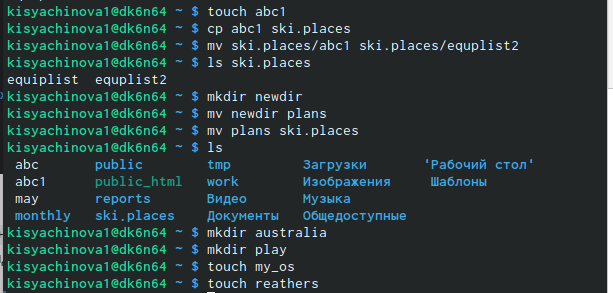 kisyachinova1@dk6n64 ~ $ touch abc1
kisyachinova1@dk6n64 ~ $ cp abc1 ski.places
kisyachinova1@dk6n64 ~ $ mv ski.places/abc1 ski.places/equplist2
kisyachinova1@dk6n64 ~ $ ls ski.places
equiplist  equplist2
kisyachinova1@dk6n64 ~ $ mkdir newdir
kisyachinova1@dk6n64 ~ $ mv newdir plans
kisyachinova1@dk6n64 ~ $ mv plans ski.places
kisyachinova1@dk6n64 ~ $ ls
abc      public       tmp        Загрузки      'Рабочий стол'
abc1     public_html  work       Изображения    Шаблоны
may      reports      Видео      Музыка
monthly  ski.places   Документы  Общедоступные
kisyachinova1@dk6n64 ~ $ mkdir australia
kisyachinova1@dk6n64 ~ $ mkdir play
kisyachinova1@dk6n64 ~ $ touch my_os
kisyachinova1@dk6n64 ~ $ touch reathers